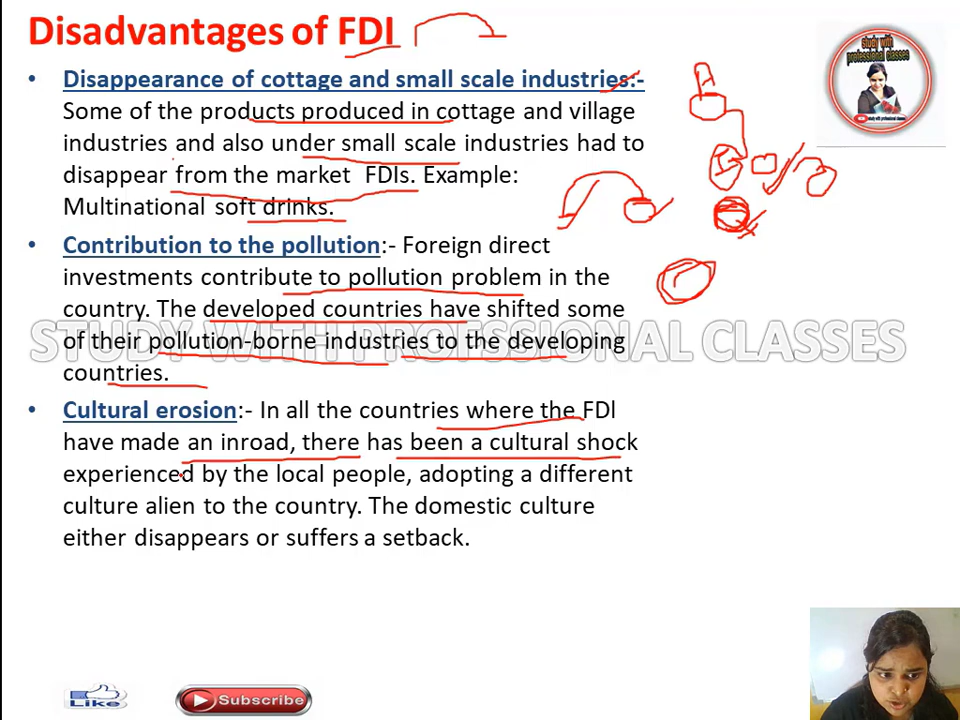 Disadvantages of FDI
• Disappearance of cottage and small scale industries:-
Some of the products produced in cottage and village
industries and also under small scale industries had to
disappear from the market FDIs. Example:
Multinational soft drinks.
• Contribution to the pollution:- Foreign direct
investments contribute to pollution problem in the
country. The developed countries have shifted some
of their pollution-borne industries to the developing
countries.
STUDY WITH PROFSSIONAL CLASSES
• Cultural erosion:- In all the countries where the FDI
have made an inroad, there has been a cultural shock
experienced by the local people, adopting a different
culture alien to the country. The domestic culture
either disappears or suffers a setback.
study with
professional classes
Like
Subscribe